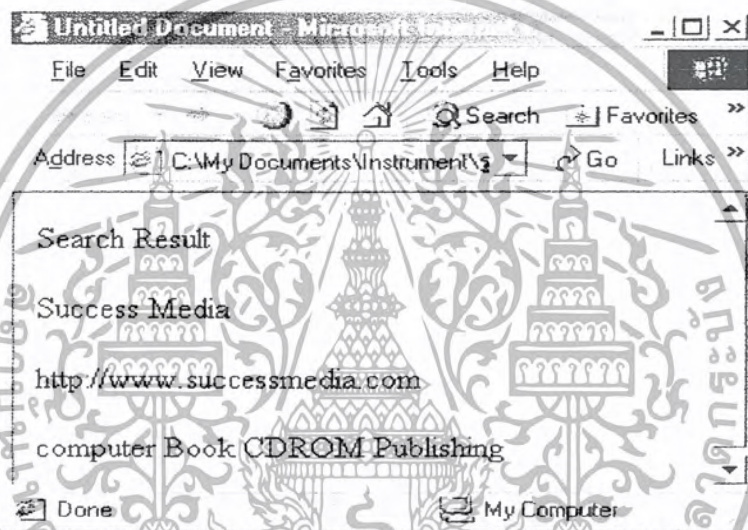 Untitled Document - Microsoft
File Edit View Favorites Tools Help
Search Favorites »
Address C:\My Documents\Instrument\ Go Links »
Search Result
Success Media
http://www.successmedia.com
computer Book CDROM Publishing
Done My Computer